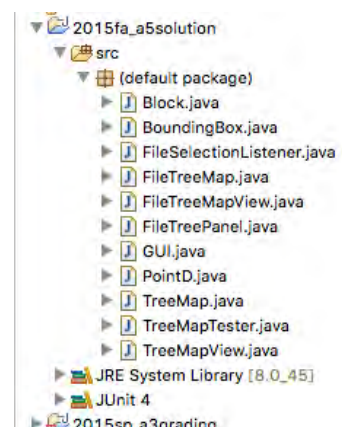 2015fa_a5solution
src
(default package)
Block.java
BoundingBox.java
FileSelectionListener.java
FileTreeMap.java
FileTreeMapView.java
FileTreePanel.java
GUI.java
PointD.java
TreeMap.java
TreeMapTester.java
TreeMapView.java
JRE System Library [8.0_45]
JUnit 4
2015sp_a3grading